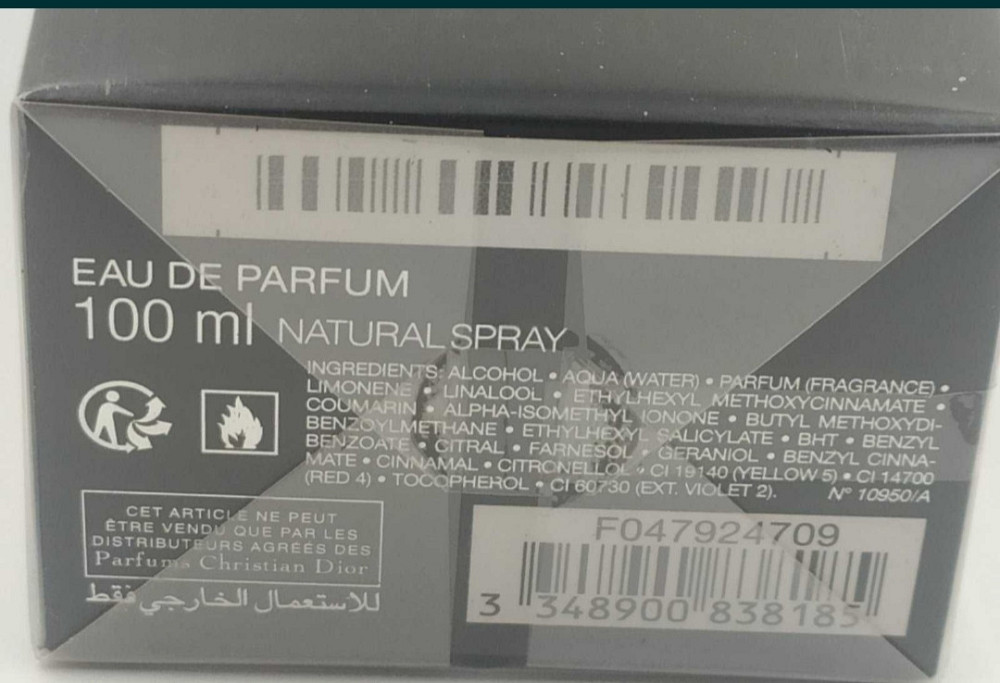 EAU DE PARFUM
100 ml NATURAL SPRAY
INGREDIENTS: ALCOHOL • AQUA (WATER) • PARFUM (FRAGRANCE) •
LIMONENE • LINALOOL • ETHYLHEXYL METHOXYCINNAMATE •
COUMARIN • ALPHA-ISOMETHYL IONONE • BUTYL METHOXYDI-
BENZOYLMETHANE • ETHYLHEXYL SALICYLATE • BHT • BENZYL
BENZOATE • CITRAL • FARNESOL • GERANIOL • BENZYL CINNA-
MATE • CINNAMAL • CITRONELLOL • CI 19140 (YELLOW 5) • CI 14700
(RED 4) • TOCOPHEROL • CI 60730 (EXT. VIOLET 2). N° 10950/A
CET ARTICLE NE PEUT
ÊTRE VENDU QUE PAR LES
DISTRIBUTEURS AGRÉÉS DES
Parfums Christian Dior
للاستعمال الخارجي فقط
F047924709
3 348900 838185